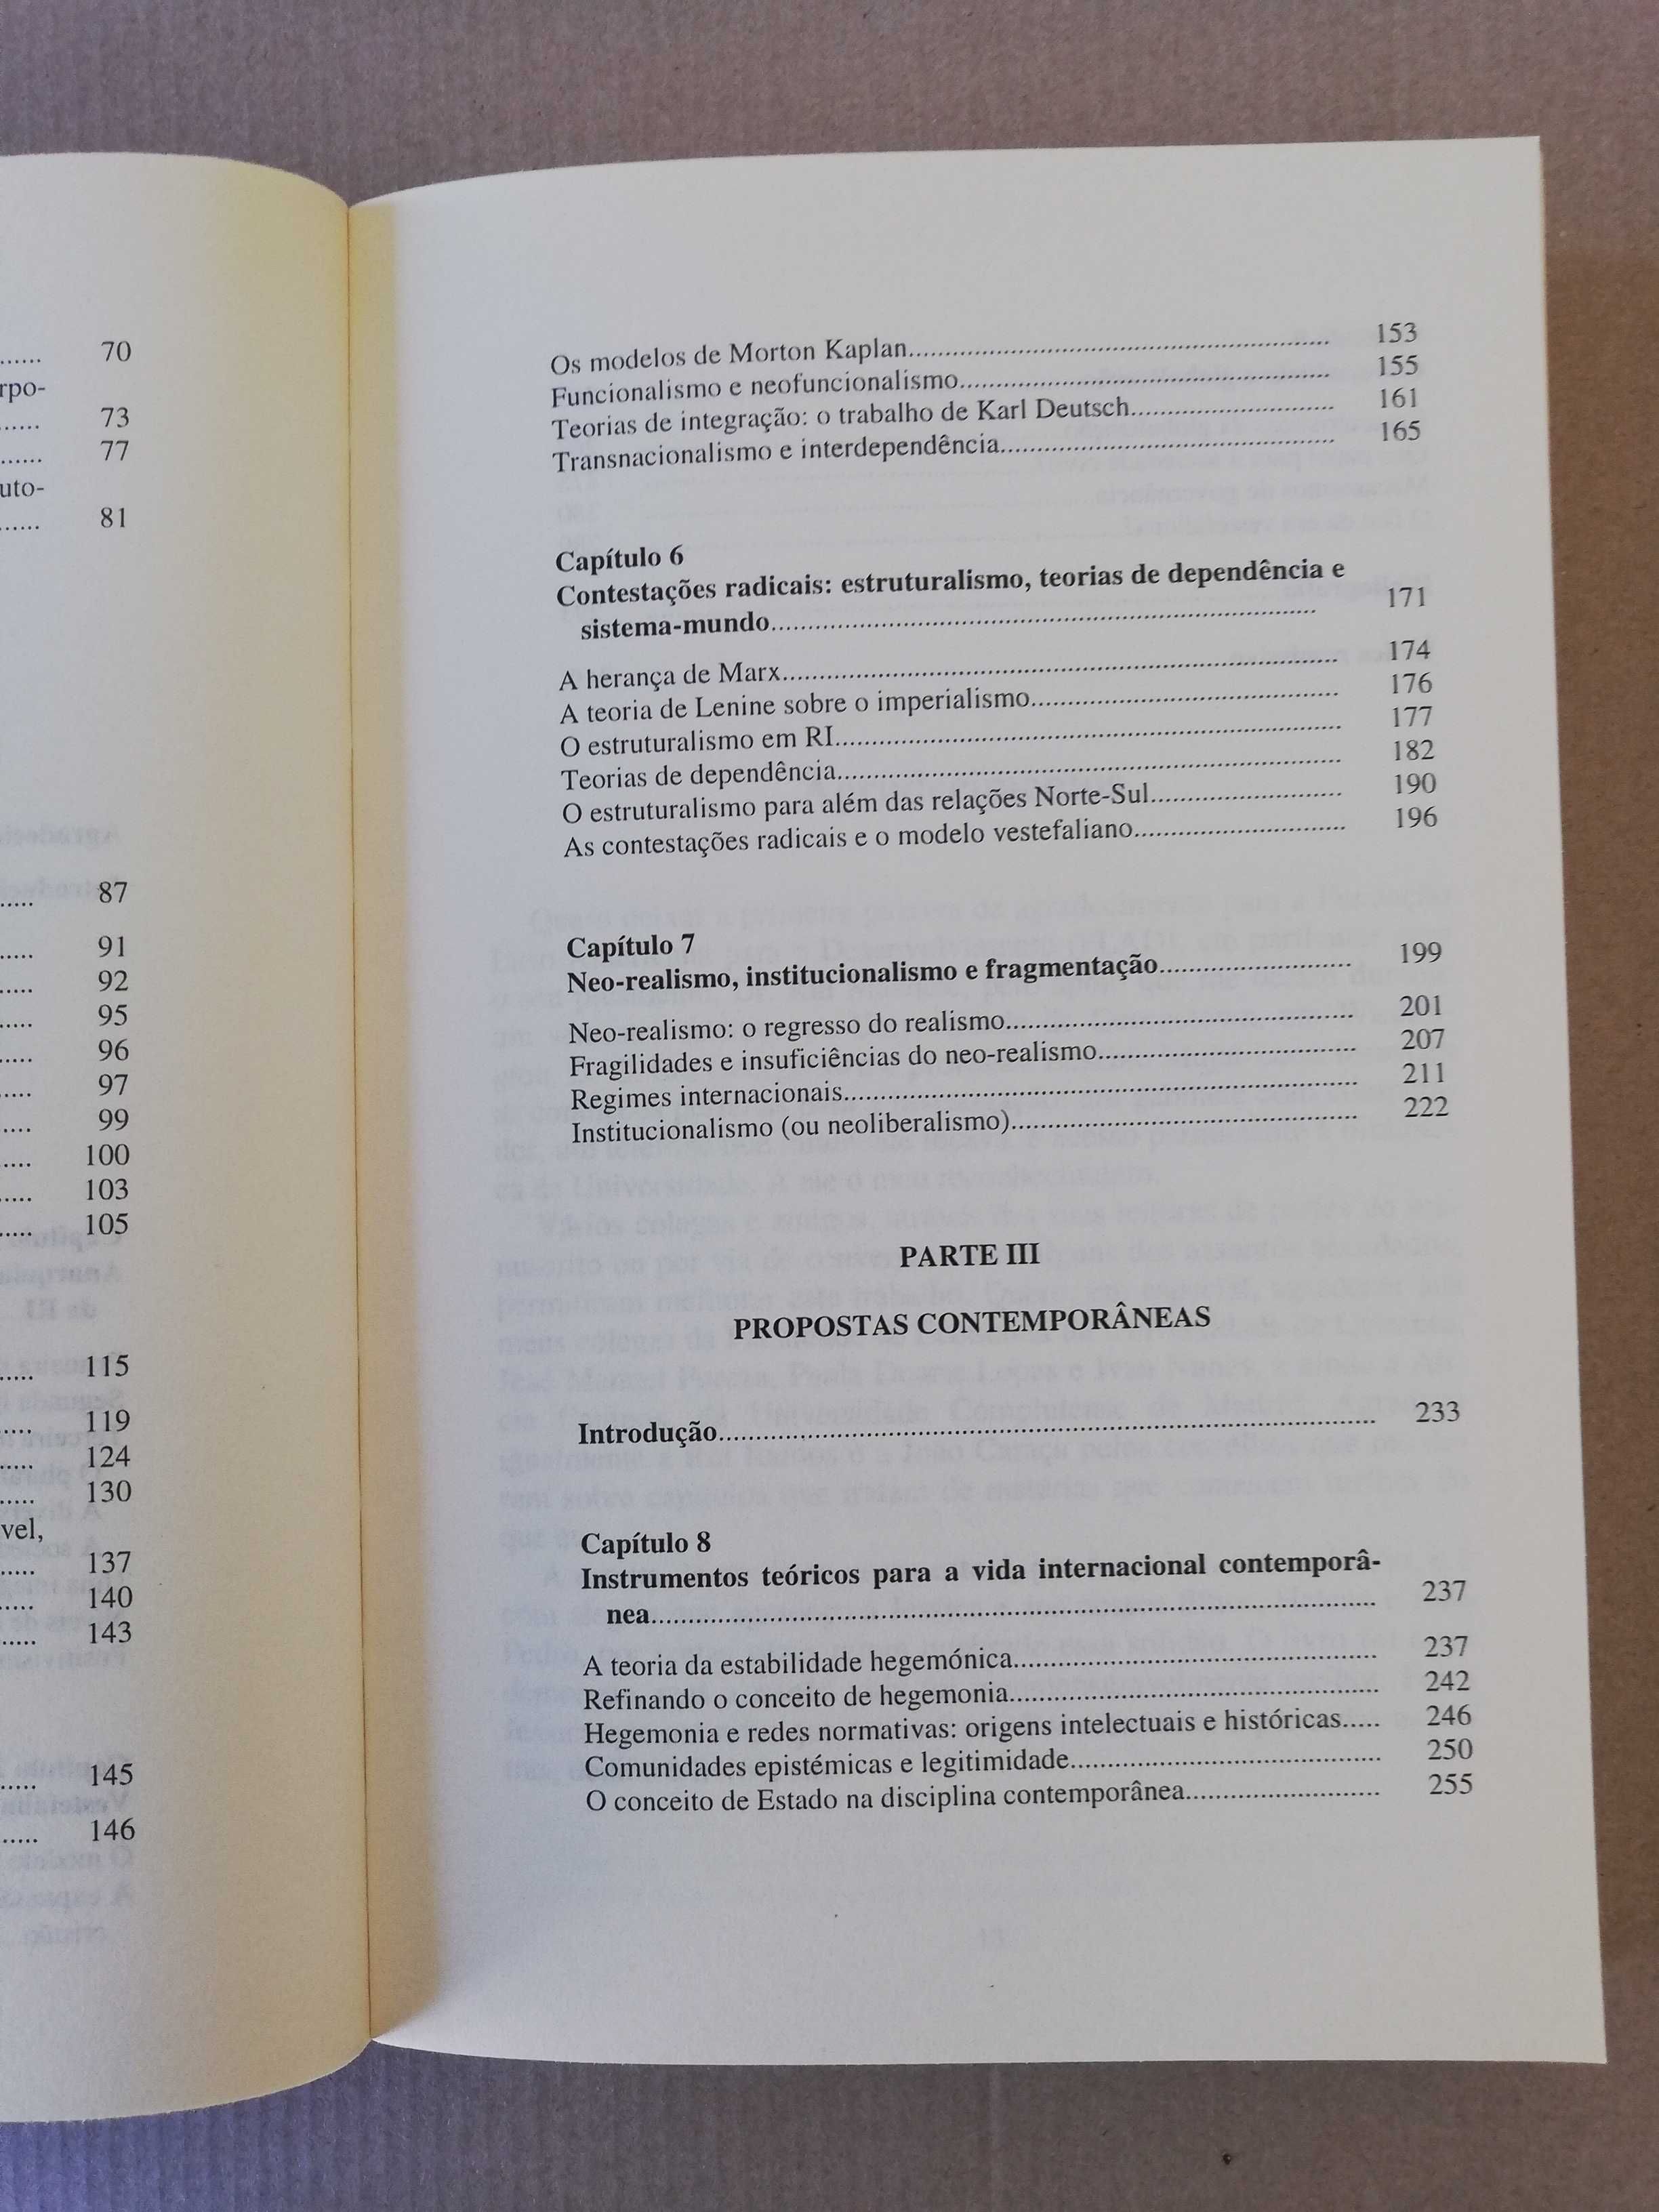 ...... 70
rpo-
...... 73
...... 77
uto-
...... 81
..... 87
..... 91
..... 92
..... 95
..... 96
..... 97
..... 99
..... 100
..... 103
..... 105
..... 115
..... 119
..... 124
..... 130
vel,
..... 137
..... 140
..... 143
..... 145
..... 146
Os modelos de Morton Kaplan.......... 153
Funcionalismo e neofuncionalismo.......... 155
Teorias de integração: o trabalho de Karl Deutsch.......... 161
Transnacionalismo e interdependência.......... 165
Capítulo 6
Contestações radicais: estruturalismo, teorias de dependência e
sistema-mundo.......... 171
A herança de Marx.......... 174
A teoria de Lenine sobre o imperialismo.......... 176
O estruturalismo em RI.......... 177
Teorias de dependência.......... 182
O estruturalismo para além das relações Norte-Sul.......... 190
As contestações radicais e o modelo vestefaliano.......... 196
Capítulo 7
Neo-realismo, institucionalismo e fragmentação.......... 199
Neo-realismo: o regresso do realismo.......... 201
Fragilidades e insuficiências do neo-realismo.......... 207
Regimes internacionais.......... 211
Institucionalismo (ou neoliberalismo).......... 222
PARTE III
PROPOSTAS CONTEMPORÂNEAS
Introdução.......... 233
Capítulo 8
Instrumentos teóricos para a vida internacional contemporâ-
nea.......... 237
A teoria da estabilidade hegemónica.......... 237
Refinando o conceito de hegemonia.......... 242
Hegemonia e redes normativas: origens intelectuais e históricas..... 246
Comunidades epistémicas e legitimidade.......... 250
O conceito de Estado na disciplina contemporânea.......... 255